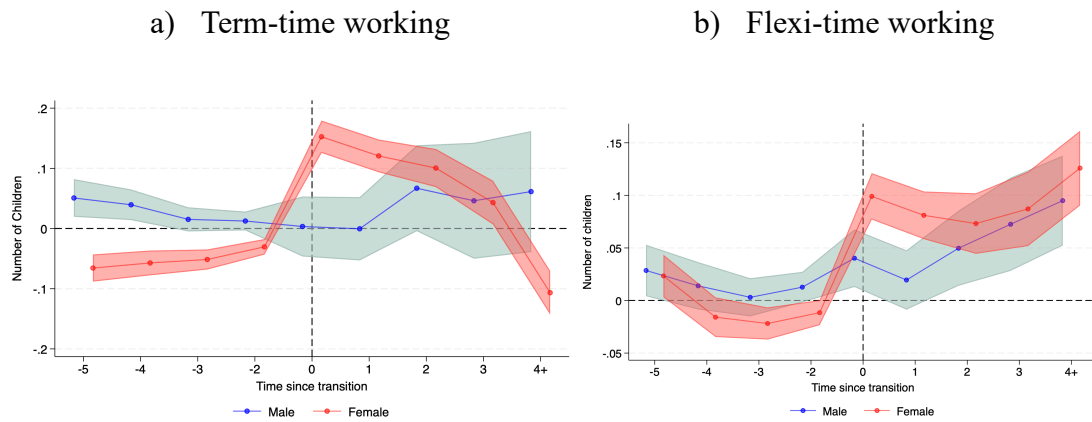 a) Term-time working
b) Flexi-time working
.2
.1
0
-.1
-.2
Number of Children
-5 -4 -3 -2 0 1 2 3 4+
Time since transition
Male Female
.15
.1
.05
0
-.05
Number of children
-5 -4 -3 -2 0 1 2 3 4+
Time since transition
Male Female